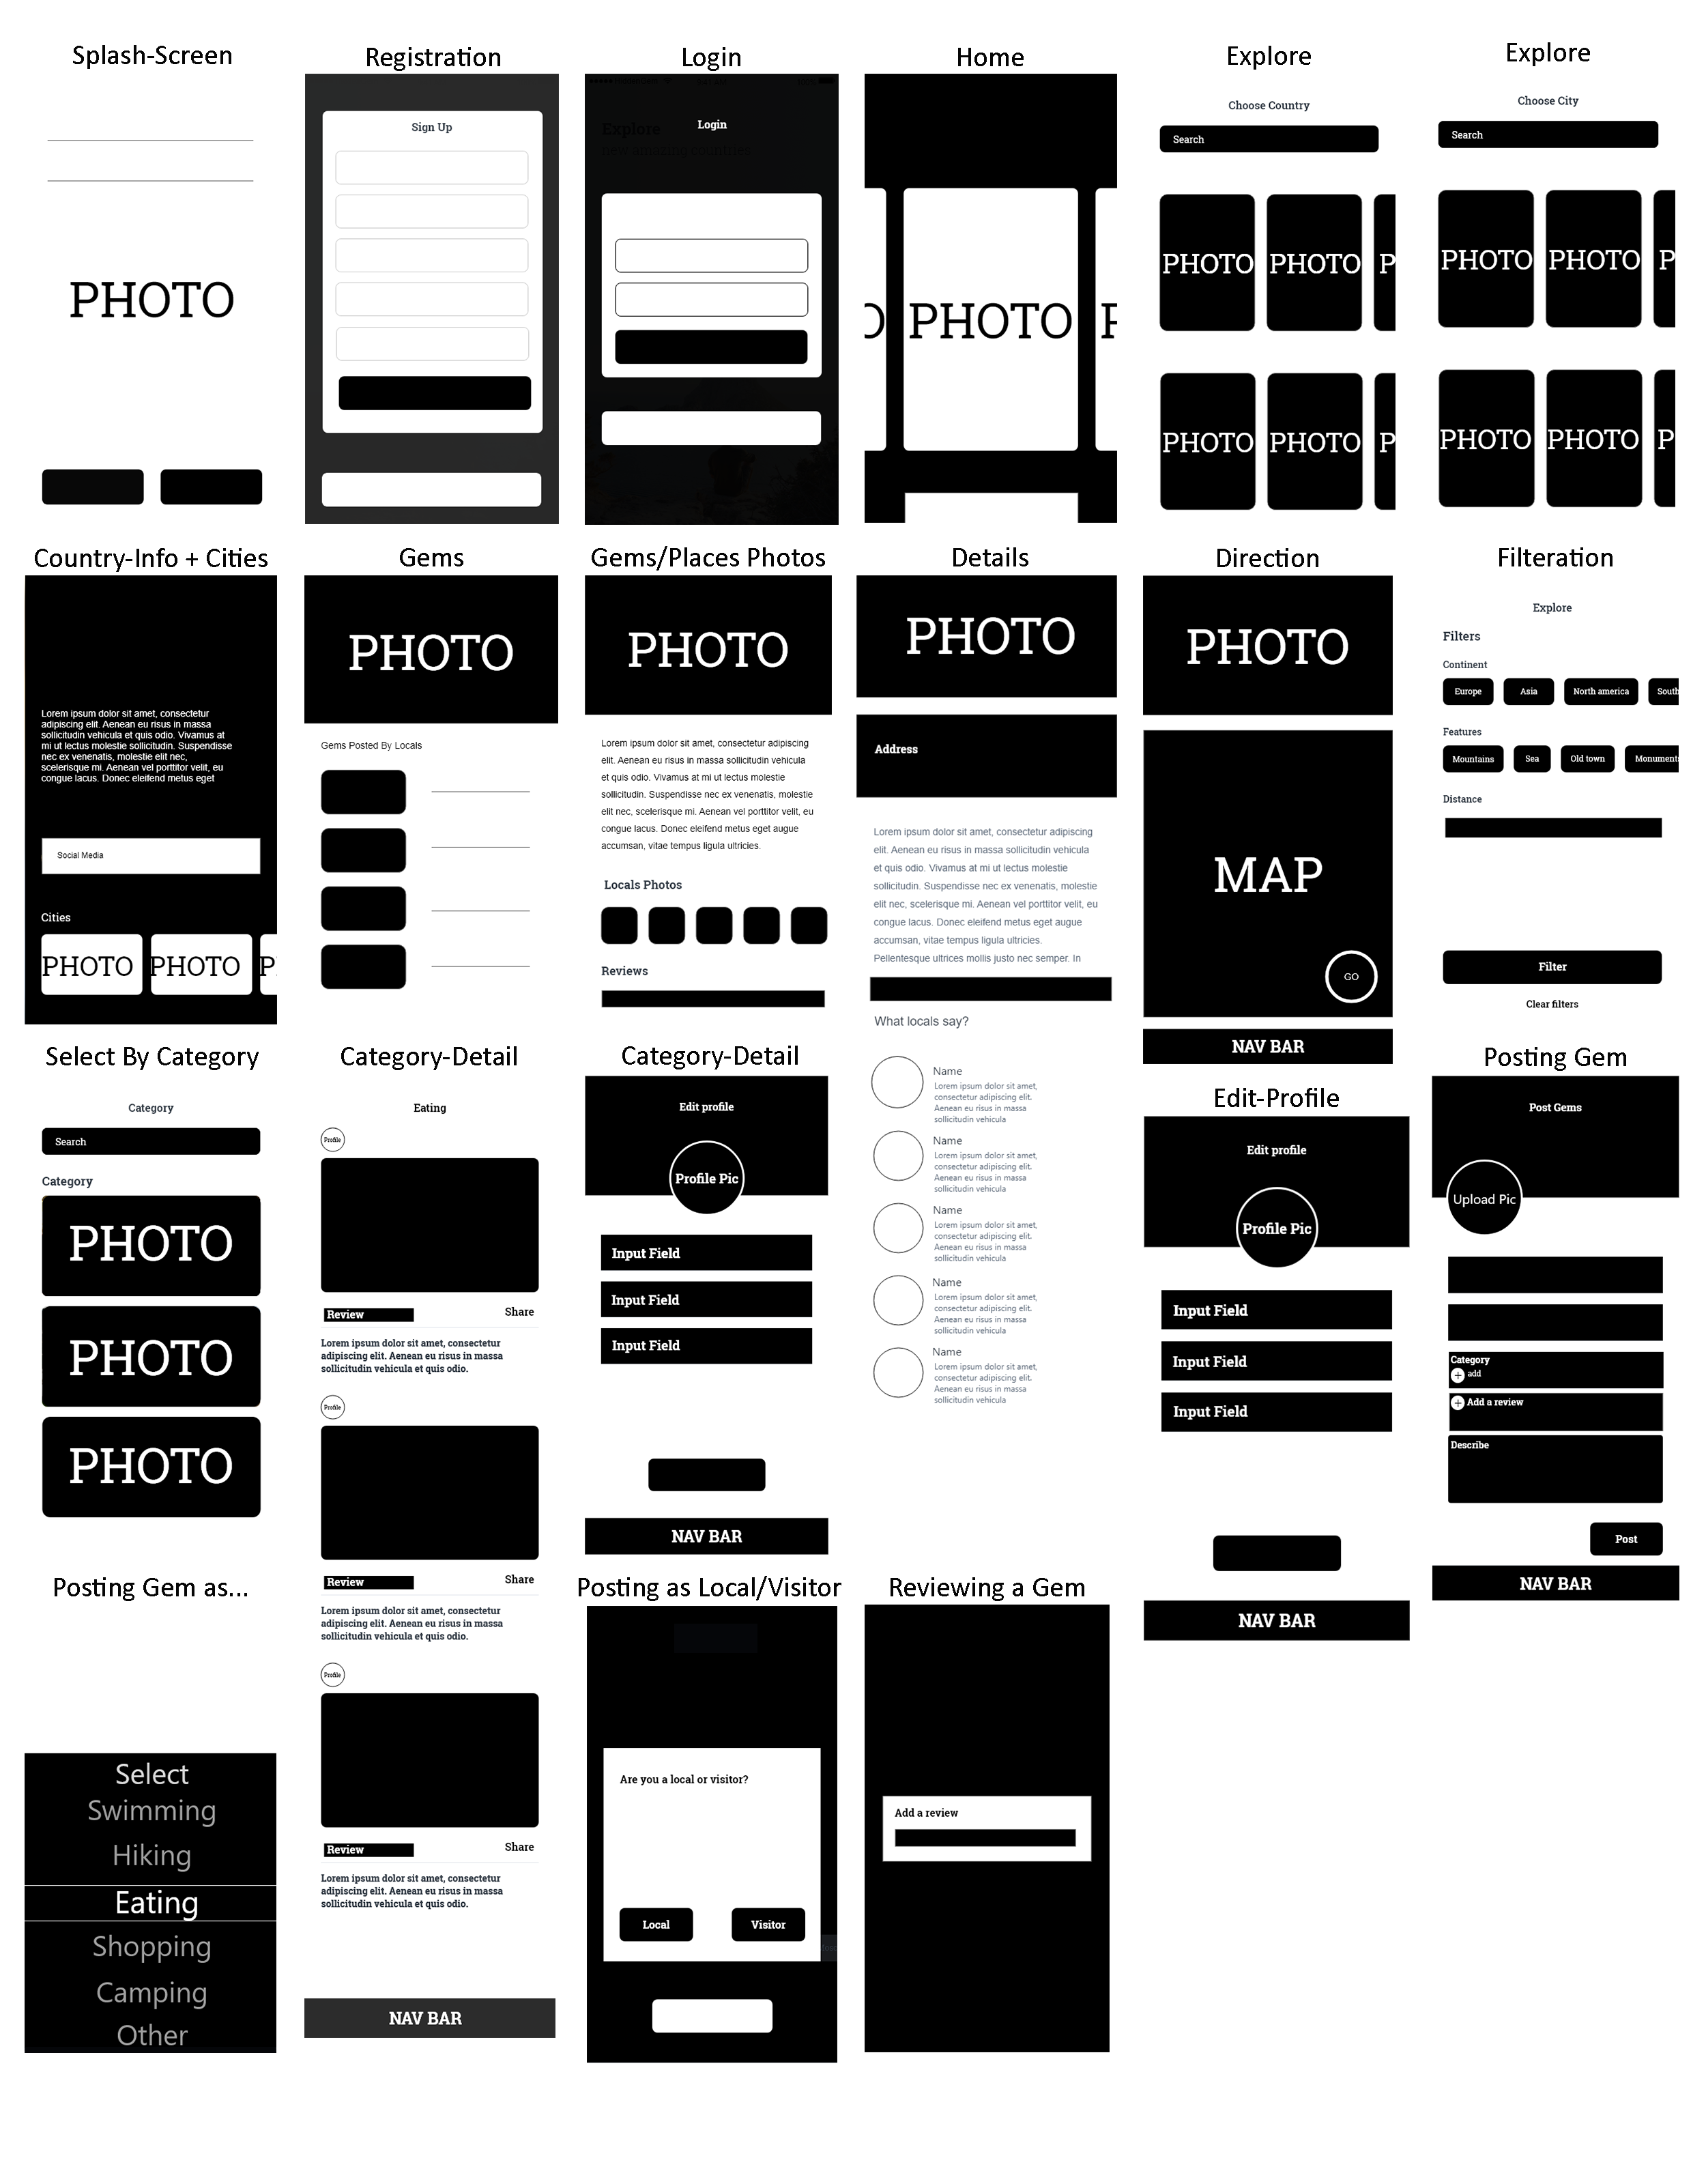 Splash-Screen
PHOTO
Registration
Sign Up
Login
Explore
Login
Home
O
PHOTO
P
Explore
Choose Country
Search
PHOTO
PHOTO
P
PHOTO
PHOTO
P
Explore
Choose City
Search
PHOTO
PHOTO
P
PHOTO
PHOTO
P
Country-Info + Cities
Lorem ipsum dolor sit amet, consectetur
adipiscing elit. Aenean eu risus in massa
sollicitudin vehicula et quis odio. Vivamus at
mi ut lectus molestie sollicitudin. Suspendisse
nec ex venenatis, molestie elit nec,
scelerisque mi. Aenean vel porttitor velit, eu
congue lacus. Donec eleifend metus eget
Social Media
Cities
PHOTO
PHOTO
P
Gems
PHOTO
Gems Posted By Locals
Gems/Places Photos
PHOTO
Lorem ipsum dolor sit amet, consectetur adipiscing
elit. Aenean eu risus in massa sollicitudin vehicula
et quis odio. Vivamus at mi ut lectus molestie
sollicitudin. Suspendisse nec ex venenatis, molestie
elit nec, scelerisque mi. Aenean vel porttitor velit, eu
congue lacus. Donec eleifend metus eget augue
accumsan, vitae tempus ligula ultricies.
Locals Photos
Reviews
Details
PHOTO
Address
Lorem ipsum dolor sit amet, consectetur adipiscing
elit. Aenean eu risus in massa sollicitudin vehicula
et quis odio. Vivamus at mi ut lectus molestie
sollicitudin. Suspendisse nec ex venenatis, molestie
elit nec, scelerisque mi. Aenean vel porttitor velit, eu
congue lacus. Donec eleifend metus eget augue
accumsan, vitae tempus ligula ultricies.
Pellentesque ultrices mollis justo nec semper. In
What locals say?
Name
Lorem ipsum dolor sit amet,
consectetur adipiscing elit.
Aenean eu risus in massa
sollicitudin vehicula
Name
Lorem ipsum dolor sit amet,
consectetur adipiscing elit.
Aenean eu risus in massa
sollicitudin vehicula
Name
Lorem ipsum dolor sit amet,
consectetur adipiscing elit.
Aenean eu risus in massa
sollicitudin vehicula
Name
Lorem ipsum dolor sit amet,
consectetur adipiscing elit.
Aenean eu risus in massa
sollicitudin vehicula
Name
Lorem ipsum dolor sit amet,
consectetur adipiscing elit.
Aenean eu risus in massa
sollicitudin vehicula
Direction
PHOTO
MAP
GO
NAV BAR
Filteration
Explore
Filters
Continent
Europe
Asia
North america
South
Features
Mountains
Sea
Old town
Monument
Distance
Filter
Clear filters
Select By Category
Category
Search
Category
PHOTO
PHOTO
PHOTO
Category-Detail
Eating
Profile
Review
Share
Lorem ipsum dolor sit amet, consectetur
adipiscing elit. Aenean eu risus in massa
sollicitudin vehicula et quis odio.
Profile
Review
Share
Lorem ipsum dolor sit amet, consectetur
adipiscing elit. Aenean eu risus in massa
sollicitudin vehicula et quis odio.
Profile
Review
Share
Lorem ipsum dolor sit amet, consectetur
adipiscing elit. Aenean eu risus in massa
sollicitudin vehicula et quis odio.
NAV BAR
Category-Detail
Edit profile
Profile Pic
Input Field
Input Field
Input Field
NAV BAR
Edit-Profile
Edit profile
Profile Pic
Input Field
Input Field
Input Field
NAV BAR
Posting Gem
Post Gems
Upload Pic
Category
+ add
+ Add a review
Describe
Post
NAV BAR
Posting Gem as...
Select
Swimming
Hiking
Eating
Shopping
Camping
Other
Posting as Local/Visitor
Are you a local or visitor?
Local
Visitor
Reviewing a Gem
Add a review